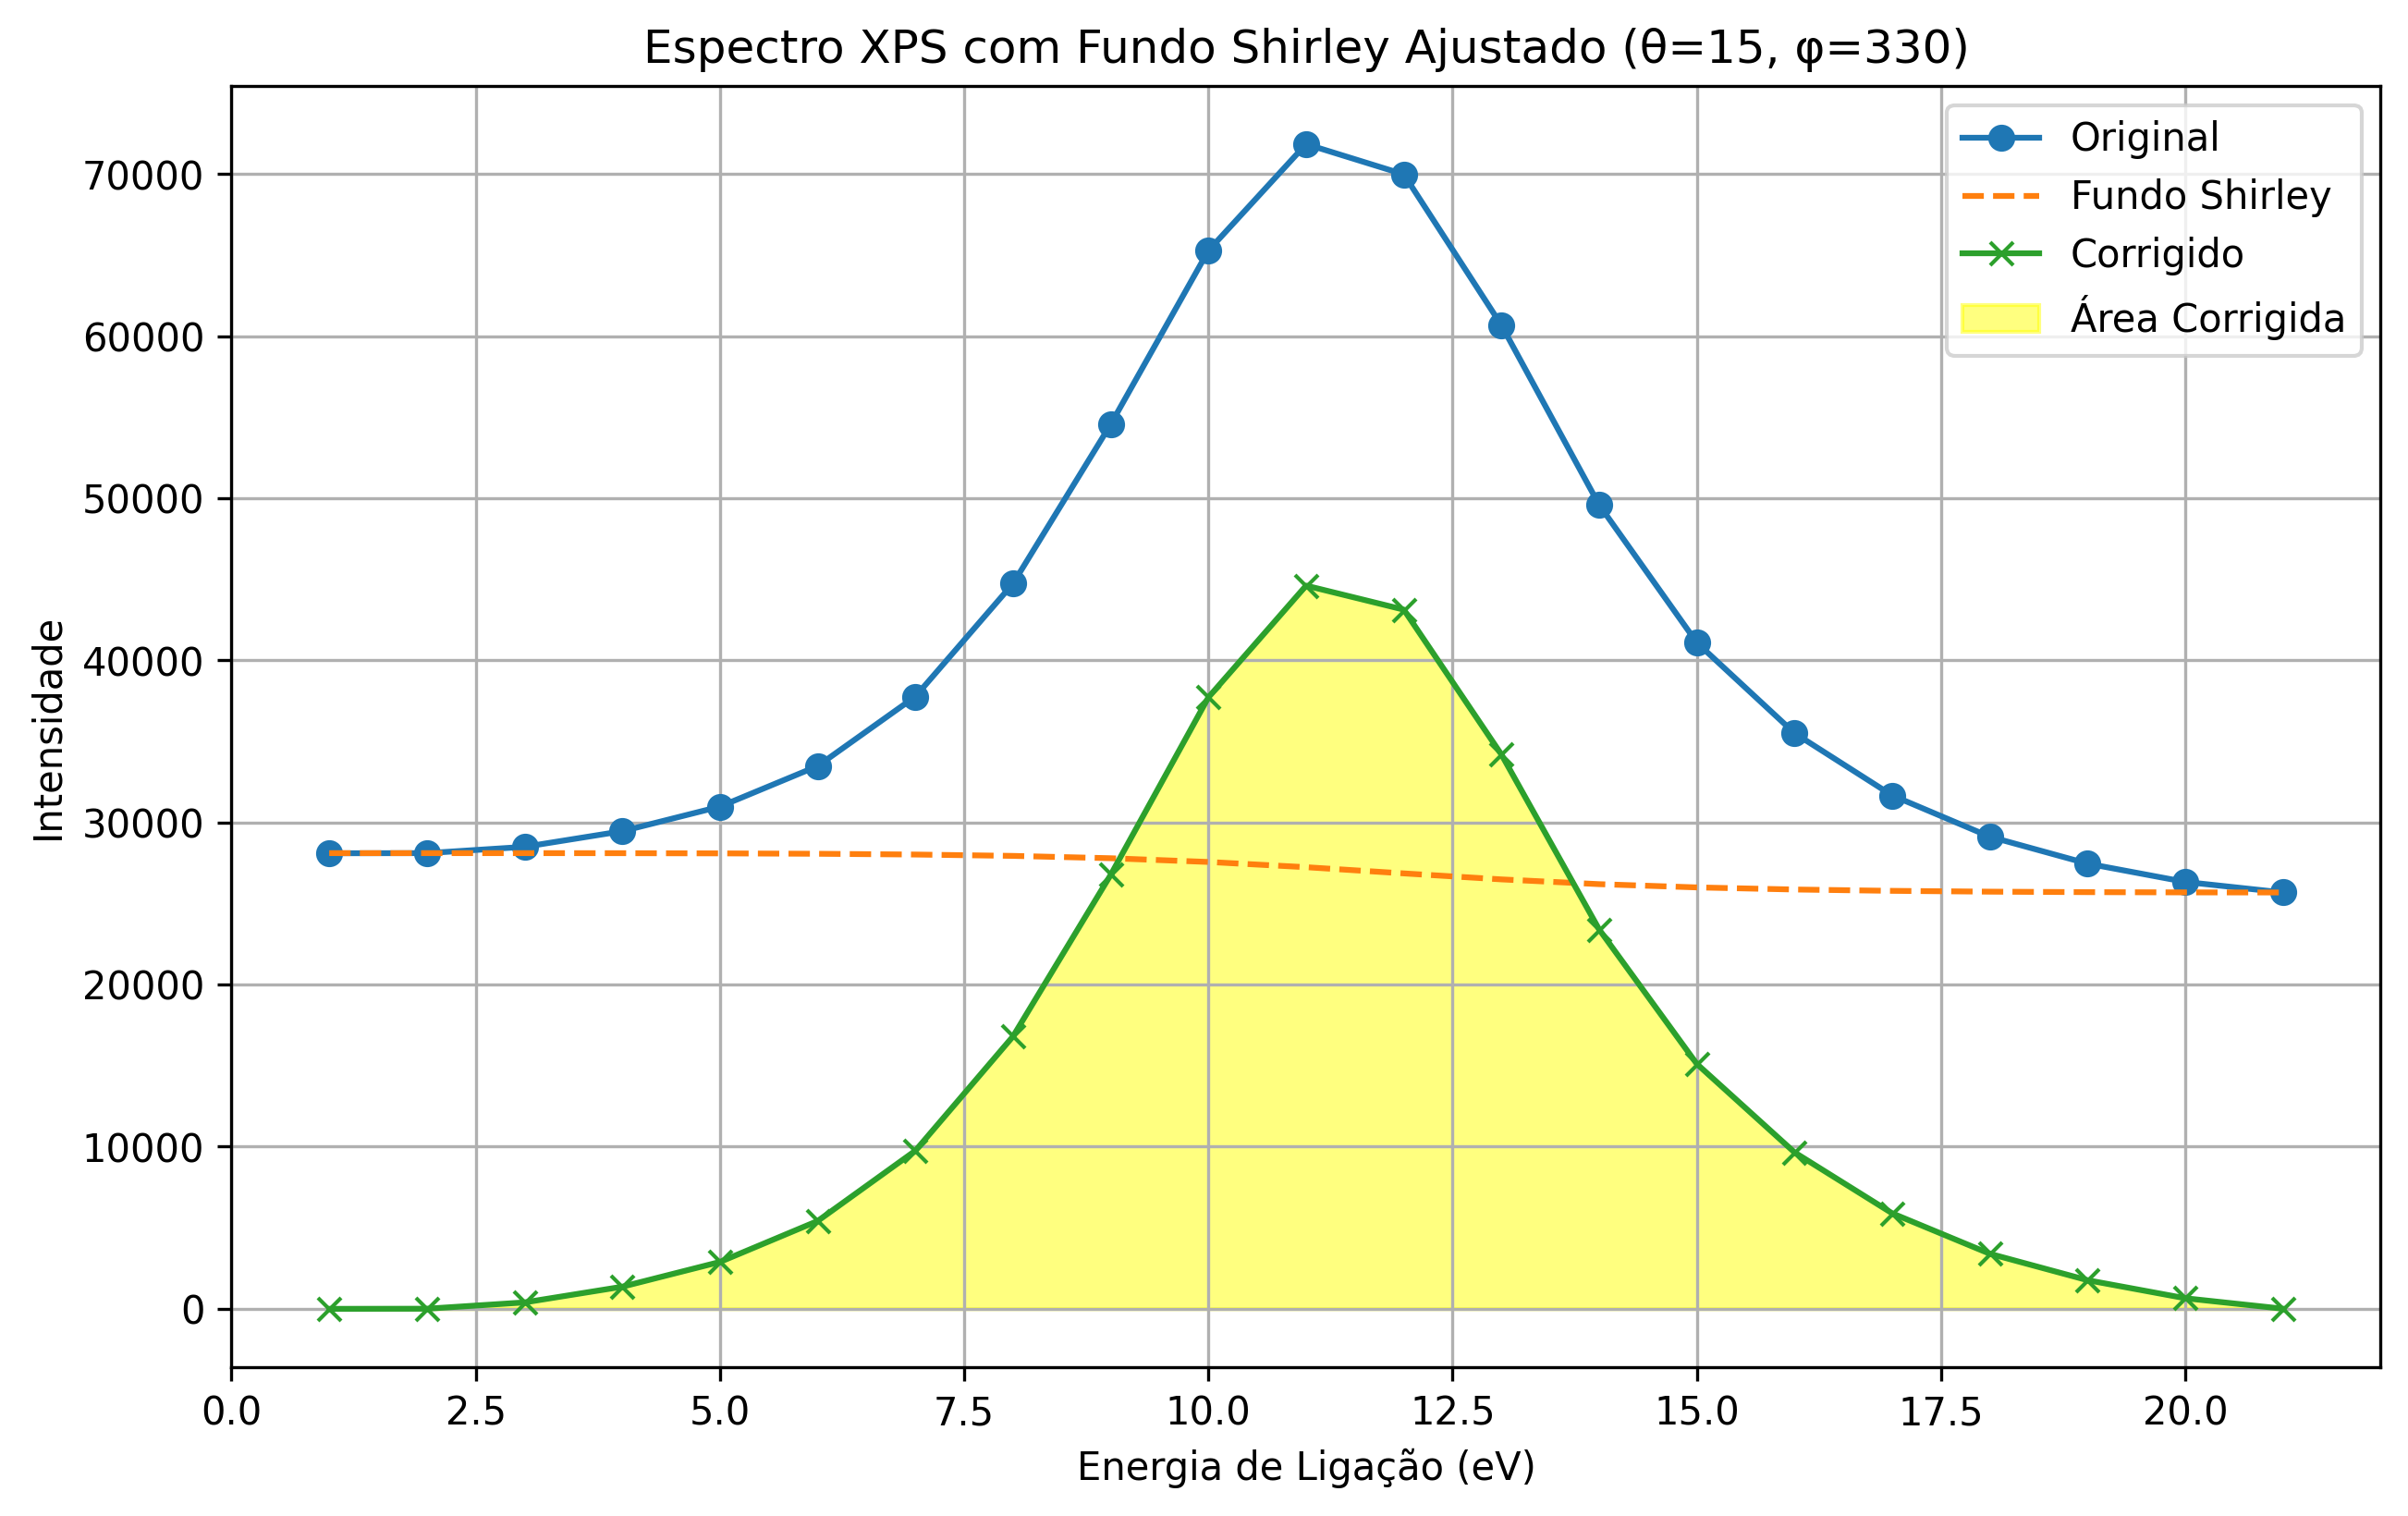 Espectro XPS com Fundo Shirley Ajustado (θ=15, φ=330)
Original
Fundo Shirley
Corrigido
Área Corrigida
70000
60000
50000
40000
30000
20000
10000
0
Intensidade
0.0 2.5 5.0 7.5 10.0 12.5 15.0 17.5 20.0
Energia de Ligação (eV)